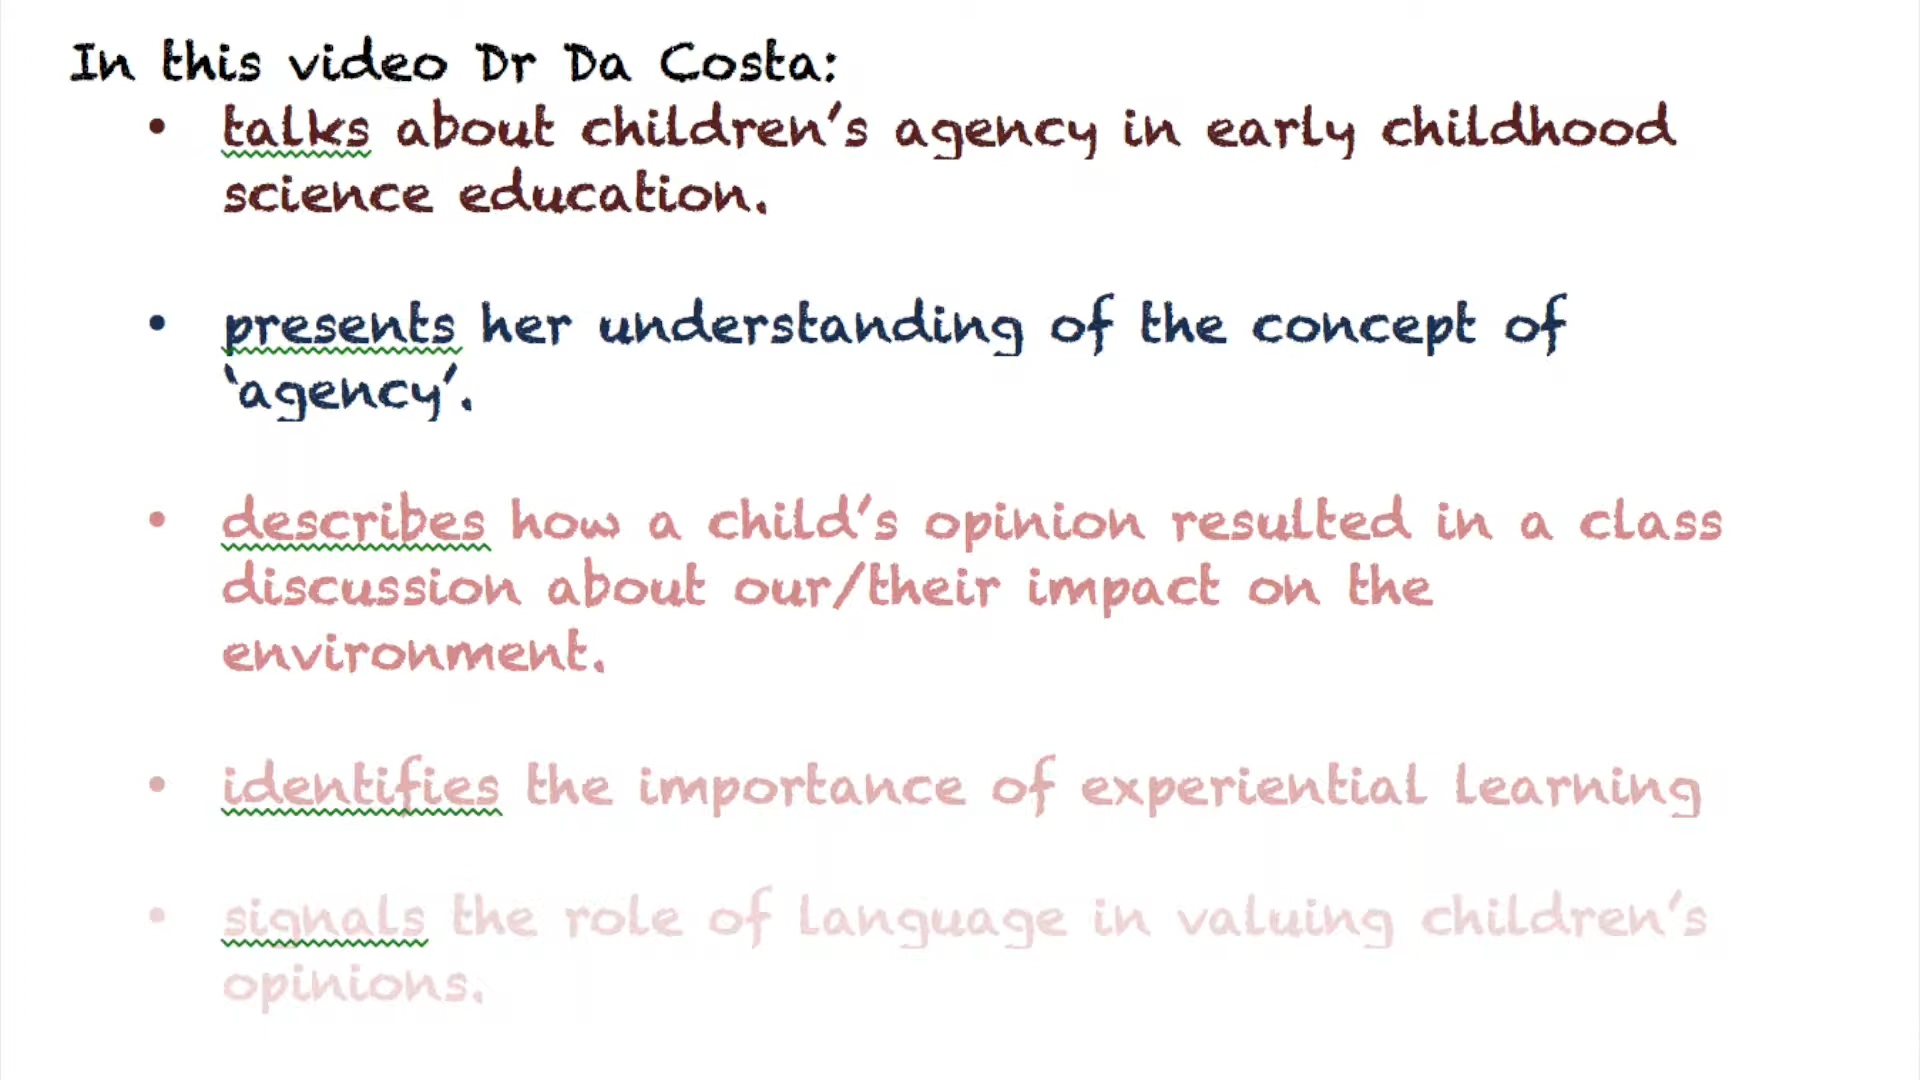 In this video Dr Da Costa:
• talks about children's agency in early childhood
science education.
• presents her understanding of the concept of
‘agency’.
• describes how a child's opinion resulted in a class
discussion about our/their impact on the
environment.
• identifies the importance of experiential learning
• signals the role of language in valuing children's
opinions.